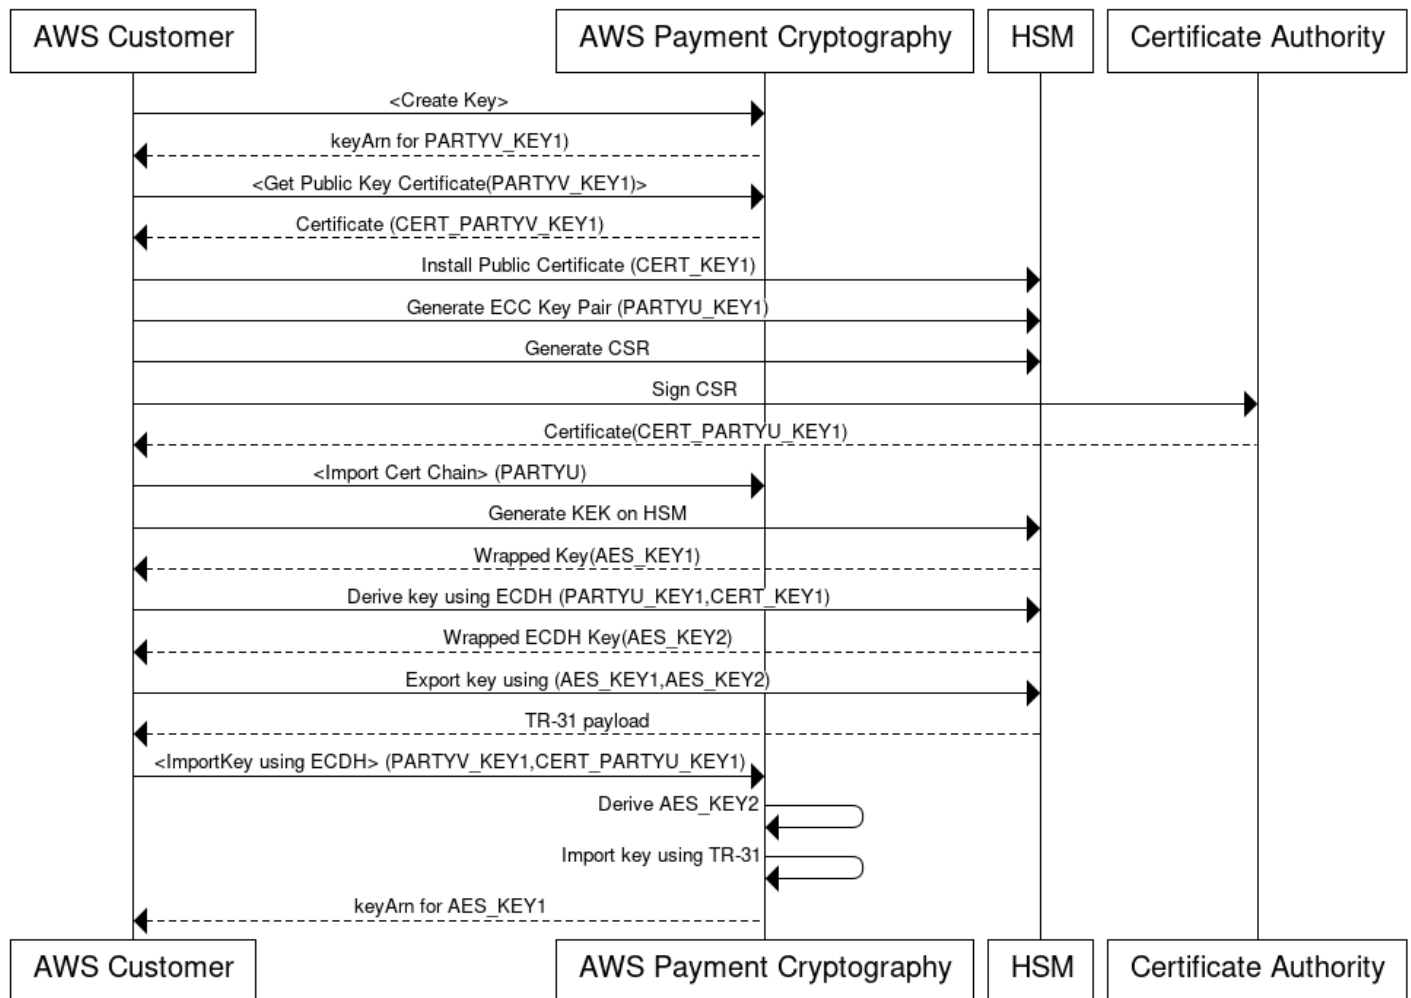 AWS Customer
AWS Payment Cryptography
HSM
Certificate Authority
<Create Key>
keyArn for PARTYV_KEY1)
<Get Public Key Certificate(PARTYV_KEY1)>
Certificate (CERT_PARTYV_KEY1)
Install Public Certificate (CERT_KEY1)
Generate ECC Key Pair (PARTYU_KEY1)
Generate CSR
Sign CSR
Certificate(CERT_PARTYU_KEY1)
<Import Cert Chain> (PARTYU)
Generate KEK on HSM
Wrapped Key(AES_KEY1)
Derive key using ECDH (PARTYU_KEY1,CERT_KEY1)
Wrapped ECDH Key(AES_KEY2)
Export key using (AES_KEY1,AES_KEY2)
TR-31 payload
<ImportKey using ECDH> (PARTYV_KEY1,CERT_PARTYU_KEY1)
Derive AES_KEY2
Import key using TR-31
keyArn for AES_KEY1
AWS Customer
AWS Payment Cryptography
HSM
Certificate Authority